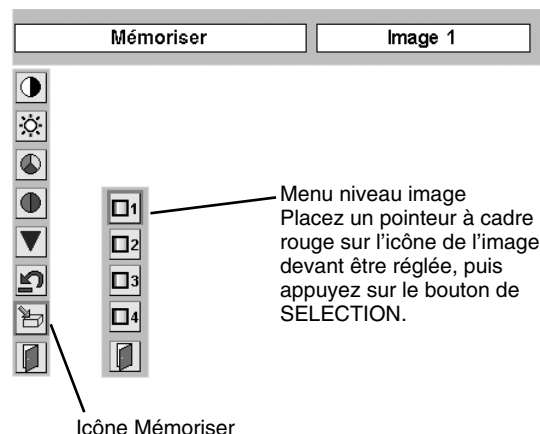 Mémoriser
Image 1
1
2
3
4
Menu niveau image
Placez un pointeur à cadre
rouge sur l'icône de l'image
devant être réglée, puis
appuyez sur le bouton de
SELECTION.
Icône Mémoriser